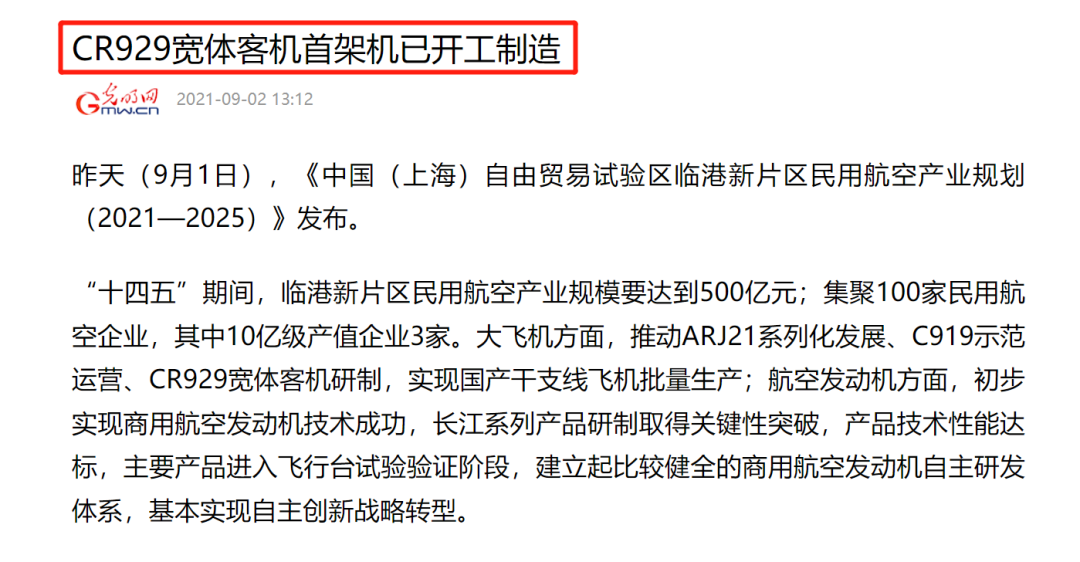 CR929宽体客机首架机已开工制造
光明网
GMW.CN
2021-09-02 13:12
昨天（9月1日），《中国（上海）自由贸易试验区临港新片区民用航空产业规划
（2021—2025）》发布。
“十四五”期间，临港新片区民用航空产业规模要达到500亿元；集聚100家民用航
空企业，其中10亿级产值企业3家。大飞机方面，推动ARJ21系列化发展、C919示范
运营、CR929宽体客机研制，实现国产干支线飞机批量生产；航空发动机方面，初步
实现商用航空发动机技术成功，长江系列产品研制取得关键性突破，产品技术性能达
标，主要产品进入飞行台试验验证阶段，建立起比较健全的商用航空发动机自主研发
体系，基本实现自主创新战略转型。